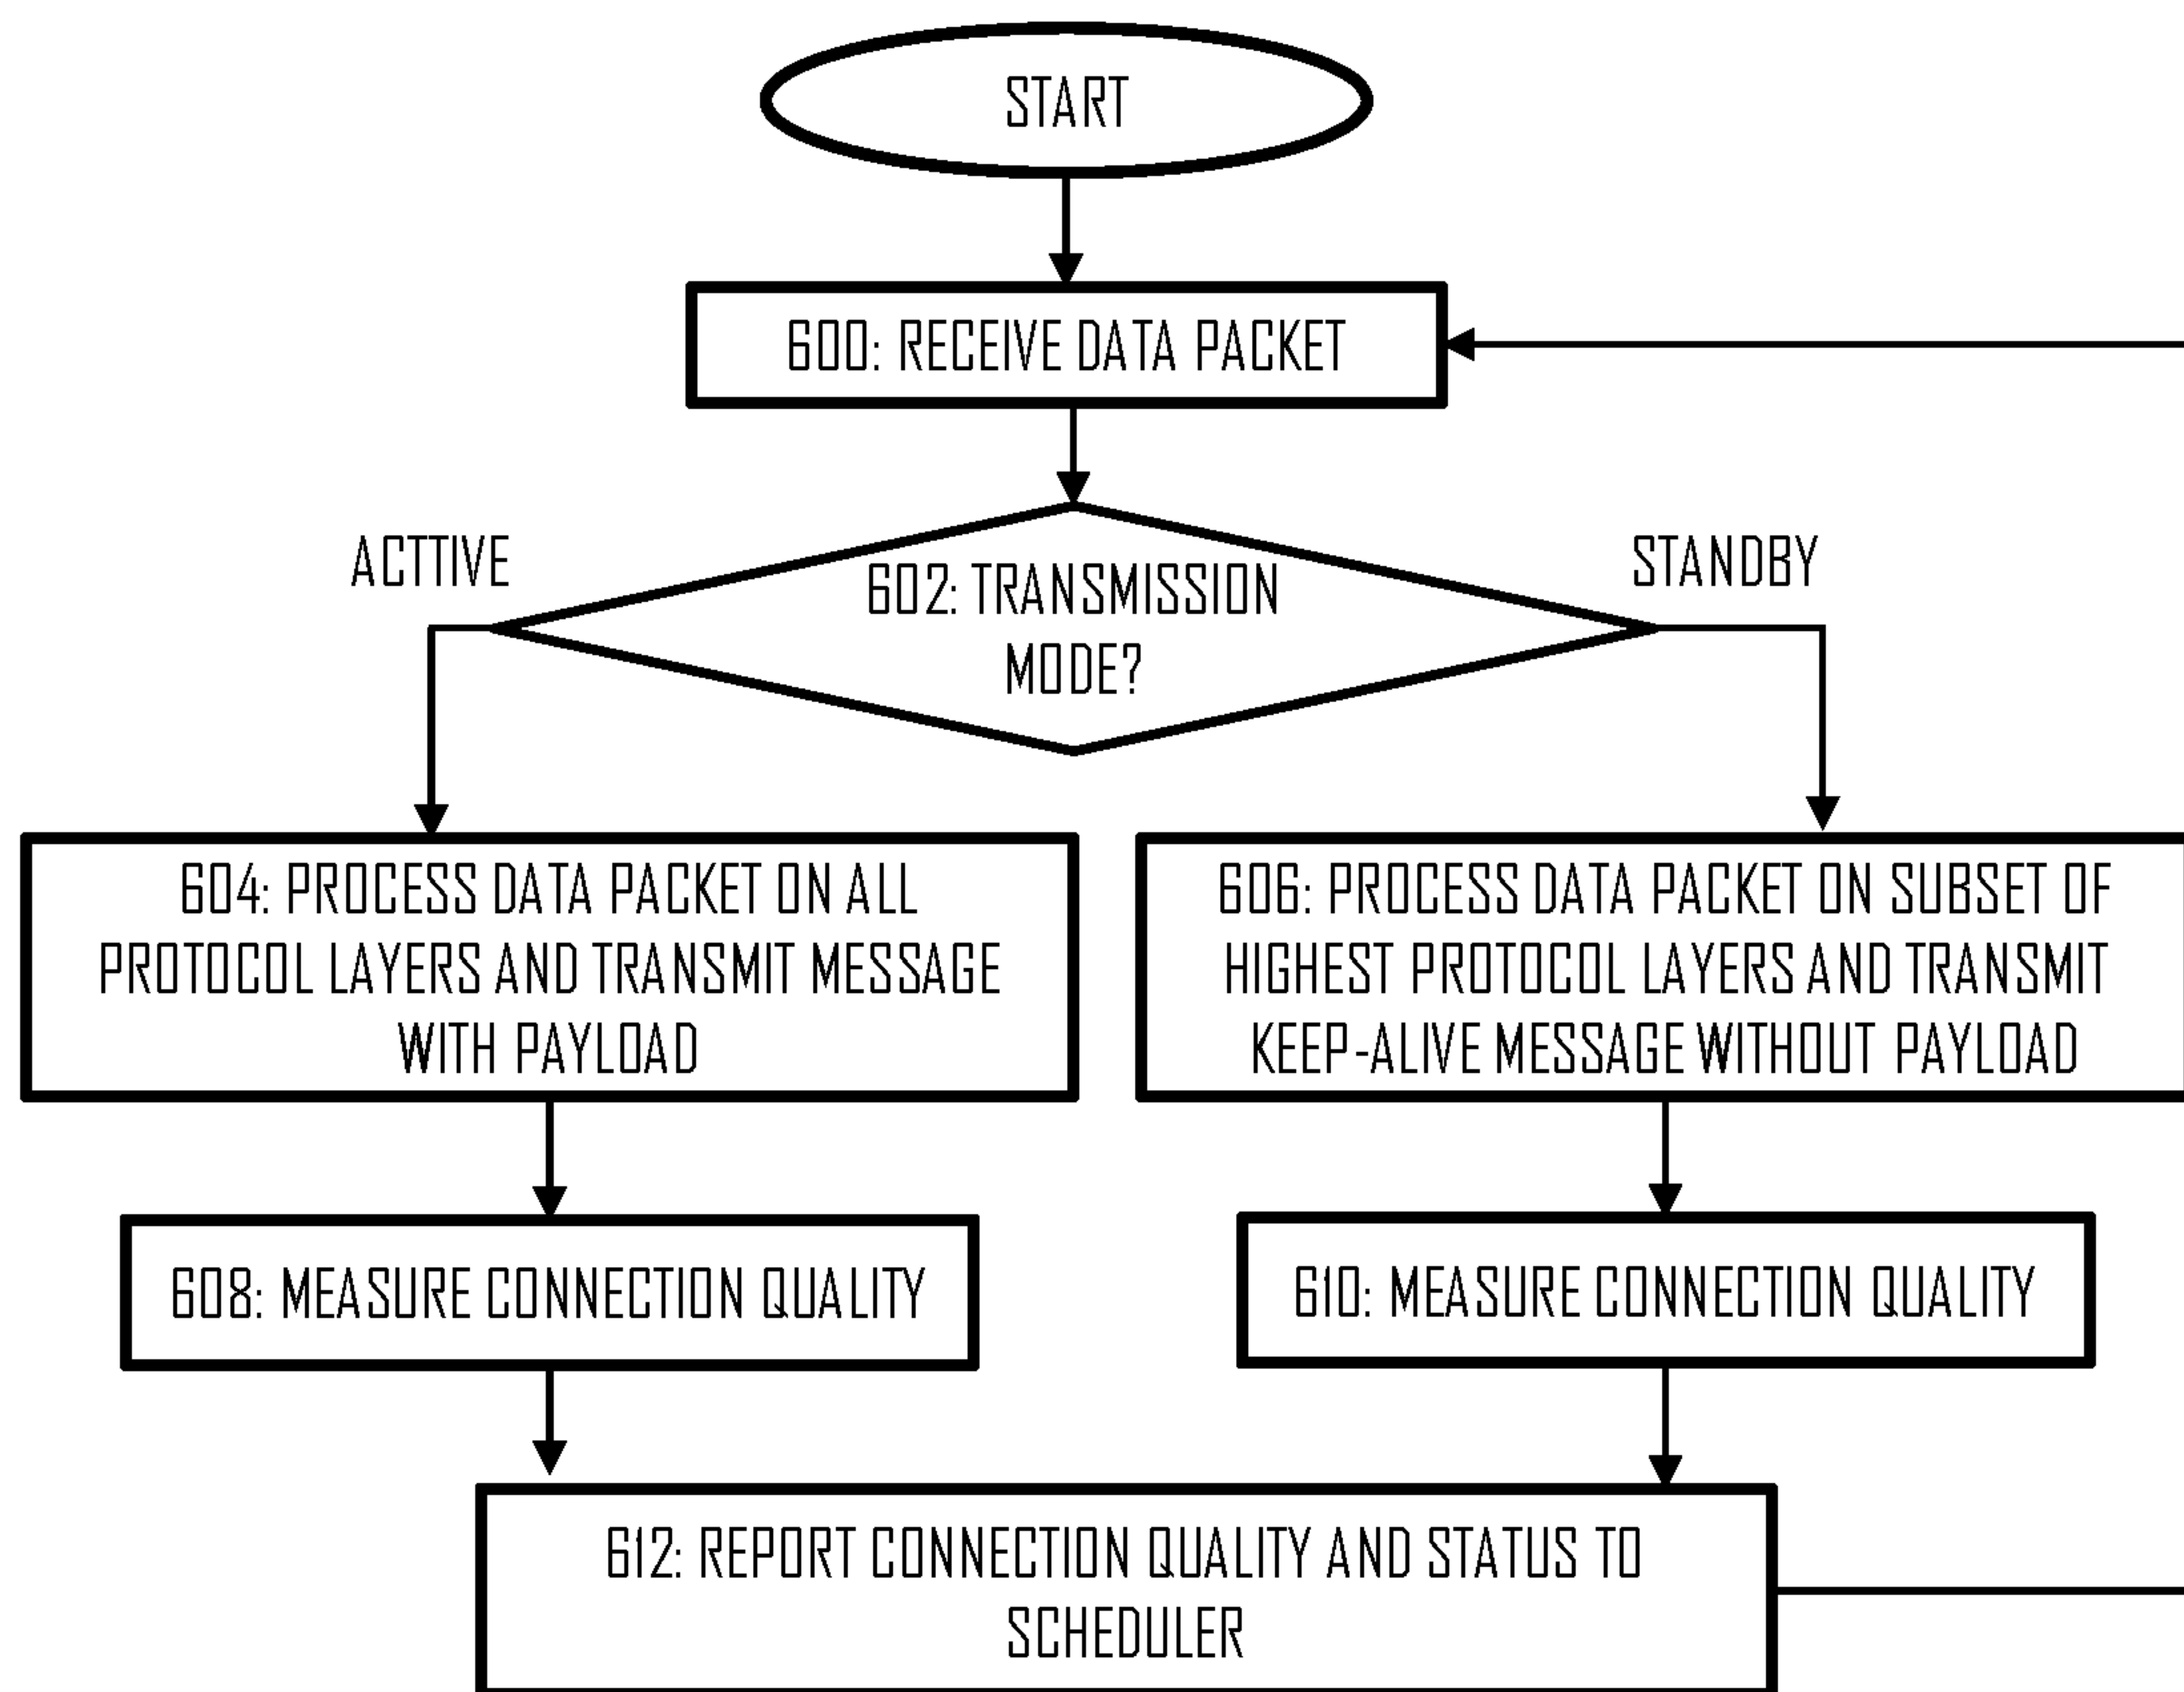 START
600: RECEIVE DATA PACKET
ACTTIVE
STANDBY
602: TRANSMISSION
MODE?
604: PROCESS DATA PACKET ON ALL
PROTOCOL LAYERS AND TRANSMIT MESSAGE
WITH PAYLOAD
606: PROCESS DATA PACKET ON SUBSET OF
HIGHEST PROTOCOL LAYERS AND TRANSMIT
KEEP-ALIVE MESSAGE WITHOUT PAYLOAD
608: MEASURE CONNECTION QUALITY
610: MEASURE CONNECTION QUALITY
612: REPORT CONNECTION QUALITY AND STATUS TO
SCHEDULER